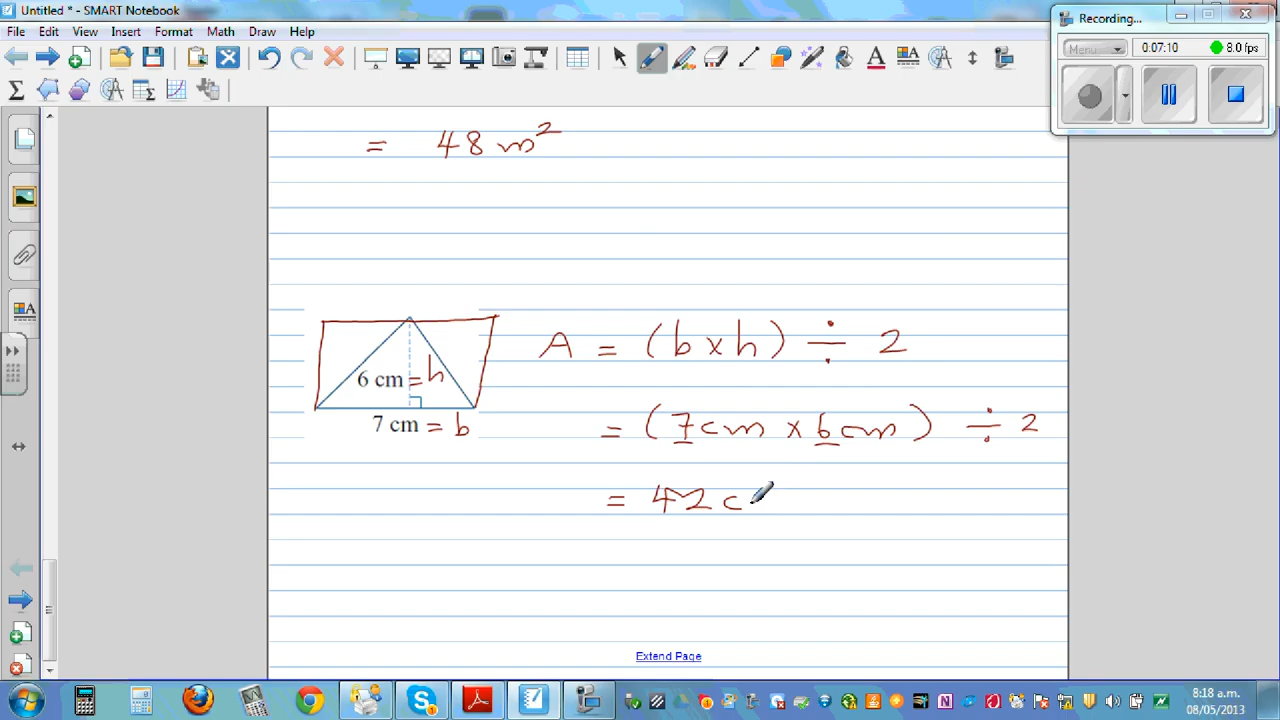 Untitled * - SMART Notebook
File Edit View Insert Format Math Draw Help
Recording...
Menu
0:07:10
8.0 fps
= 48 m²
A = (b × h) ÷ 2
6 cm = h
7 cm = b
= (7cm × 6cm) ÷ 2
= 42 c
Extend Page
8:18 a.m.
08/05/2013